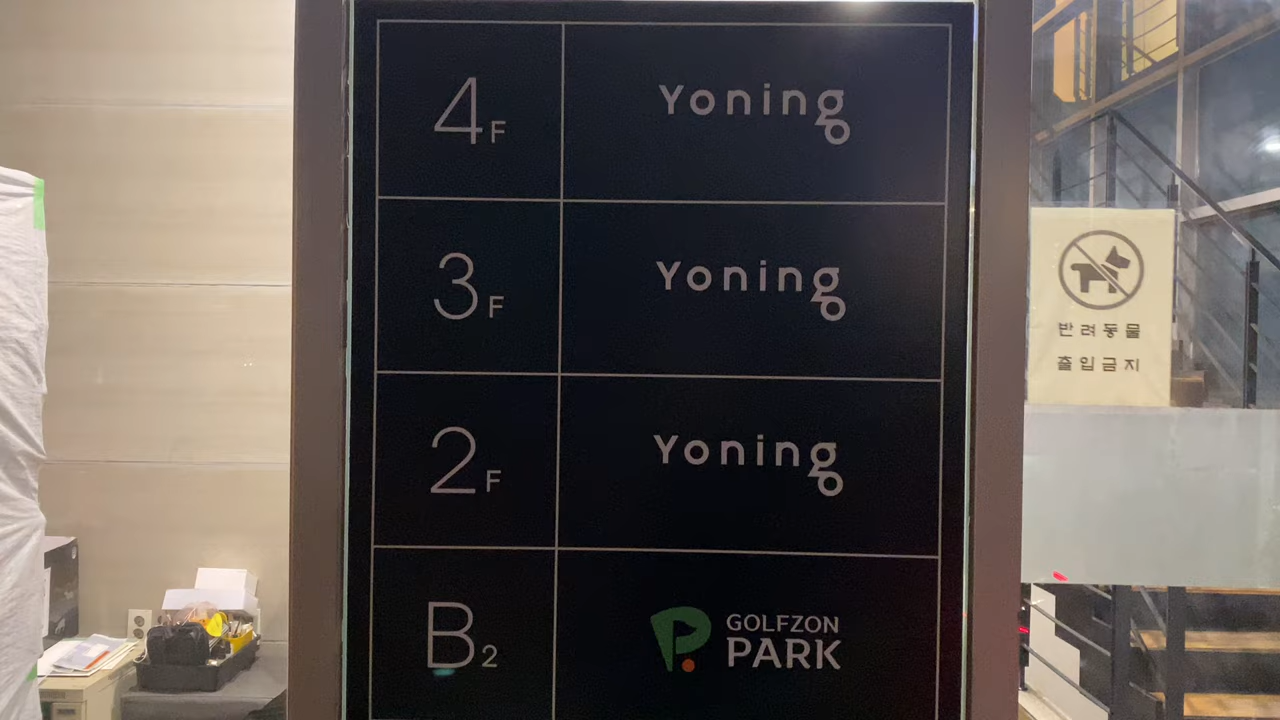 4F Yoning
3F Yoning
2F Yoning
B2 GOLFZON
PARK
반려동물
출입금지